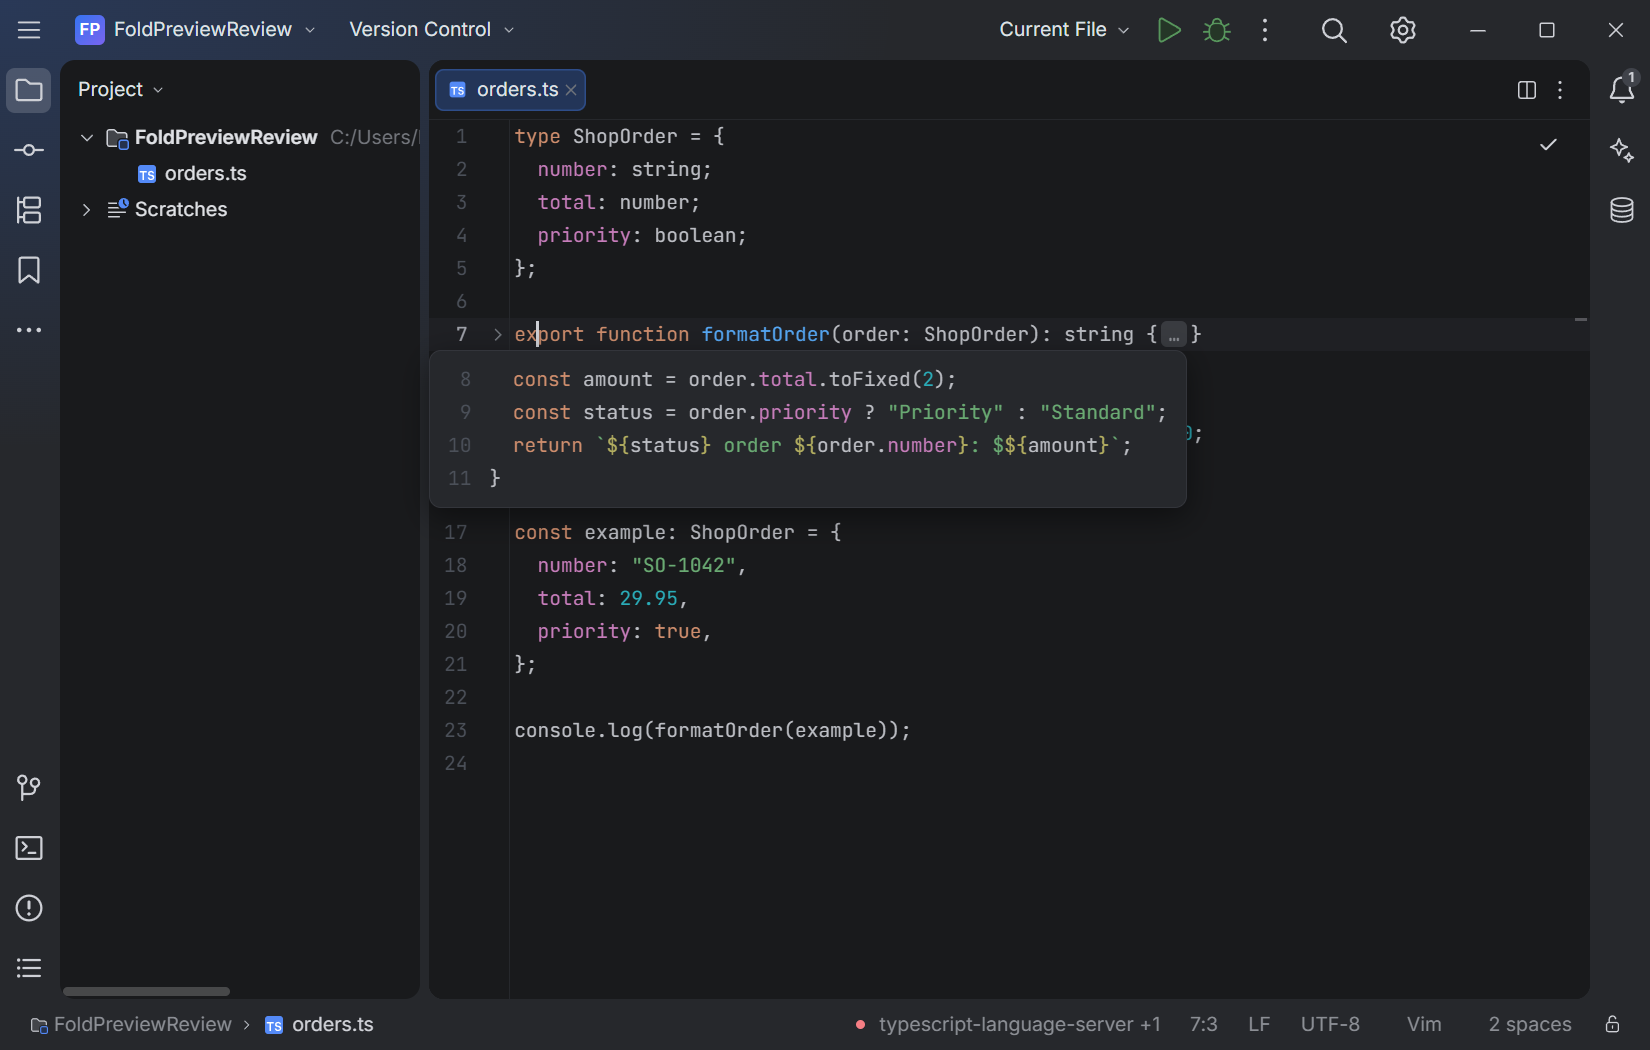 FP FoldPreviewReview Version Control Current File
Project
FoldPreviewReview C:/Users/
orders.ts
Scratches
TS orders.ts
1
1 type ShopOrder = {
2 number: string;
3 total: number;
4 priority: boolean;
5 };
6
7 export function formatOrder(order: ShopOrder): string {...}
8 const amount = order.total.toFixed(2);
9 const status = order.priority ? "Priority" : "Standard";
10 return `${status} order ${order.number}: $${amount}`;
11 }
0;
17 const example: ShopOrder = {
18 number: "SO-1042",
19 total: 29.95,
20 priority: true,
21 };
22
23 console.log(formatOrder(example));
24
FoldPreviewReview › TS orders.ts typescript-language-server +1 7:3 LF UTF-8 Vim 2 spaces